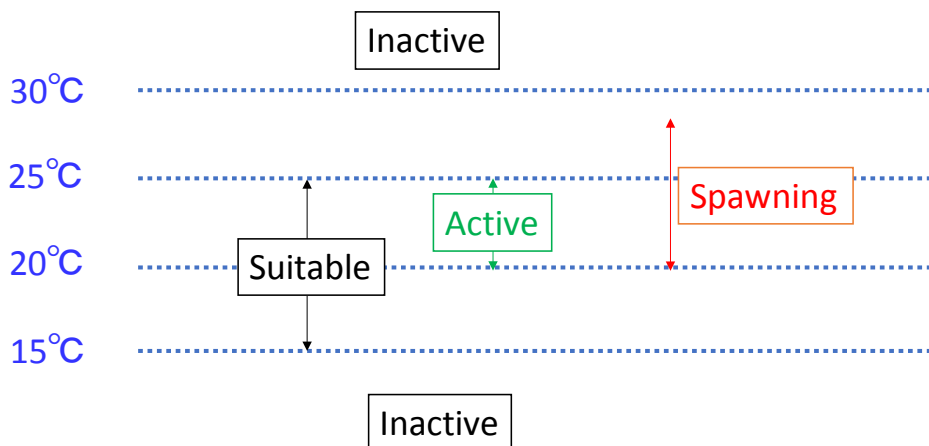 Inactive
30℃
25℃
Spawning
Active
20℃
Suitable
15℃
Inactive